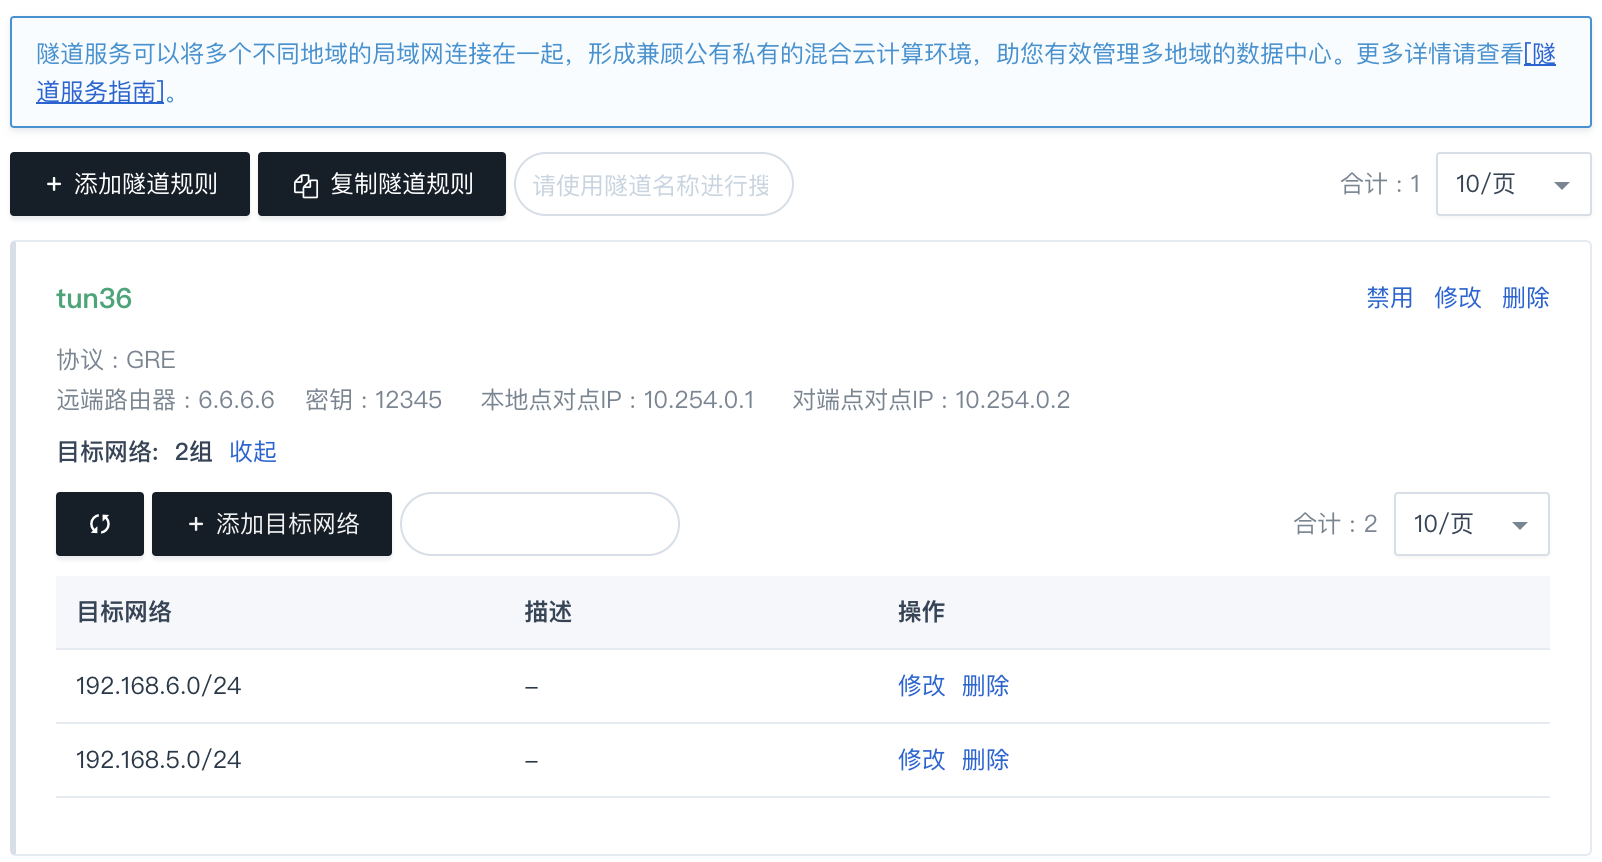 隧道服务可以将多个不同地域的局域网连接在一起，形成兼顾公有私有的混合云计算环境，助您有效管理多地域的数据中心。更多详情请查看[隧
道服务指南]。
+ 添加隧道规则 复制隧道规则 请使用隧道名称进行搜 合计：1 10/页
tun36 禁用 修改 删除
协议：GRE
远端路由器：6.6.6.6 密钥：12345 本地点对点IP：10.254.0.1 对端点对点IP：10.254.0.2
目标网络: 2组 收起
+ 添加目标网络 合计：2 10/页
目标网络 描述 操作
192.168.6.0/24 – 修改 删除
192.168.5.0/24 – 修改 删除